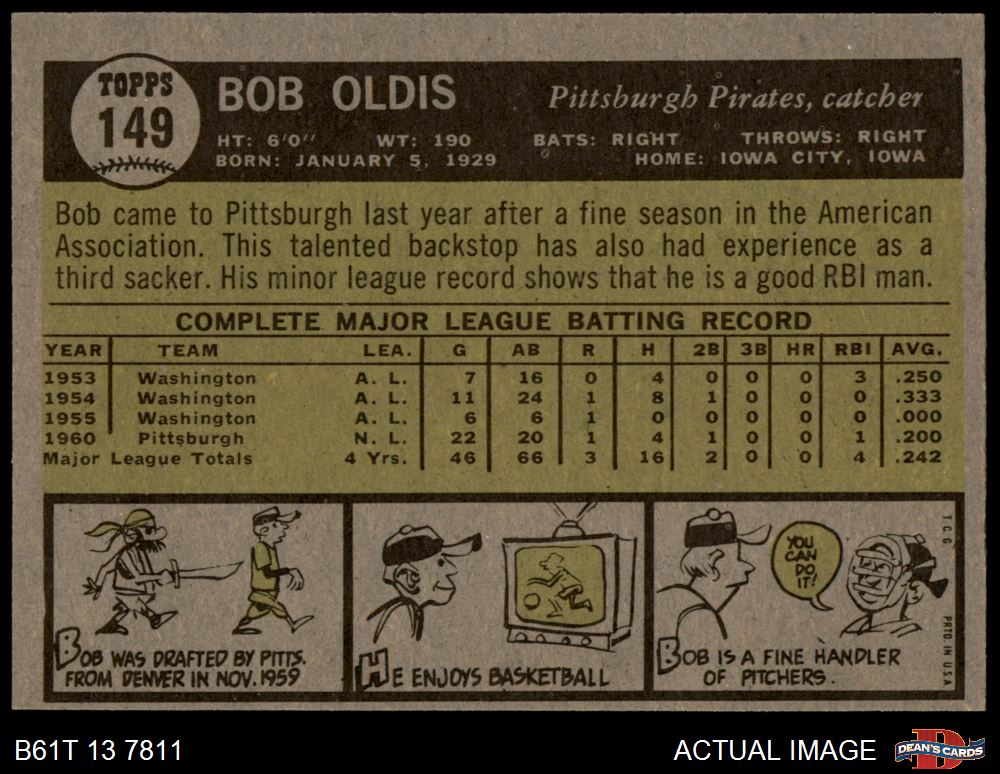 TOPPS
149
BOB OLDIS
Pittsburgh Pirates, catcher
HT: 6'0" WT: 190 BATS: RIGHT THROWS: RIGHT
BORN: JANUARY 5, 1929 HOME: IOWA CITY, IOWA
Bob came to Pittsburgh last year after a fine season in the American
Association. This talented backstop has also had experience as a
third sacker. His minor league record shows that he is a good RBI man.
COMPLETE MAJOR LEAGUE BATTING RECORD
YEAR TEAM LEA. G AB R H 2B 3B HR RBI AVG.
1953 Washington A. L. 7 16 0 4 0 0 0 3 .250
1954 Washington A. L. 11 24 1 8 1 0 0 0 .333
1955 Washington A. L. 6 6 1 0 0 0 0 0 .000
1960 Pittsburgh N. L. 22 20 1 4 1 0 0 1 .200
Major League Totals 4 Yrs. 46 66 3 16 2 0 0 4 .242
BOB WAS DRAFTED BY PITTS.
FROM DENVER IN NOV. 1959
HE ENJOYS BASKETBALL
YOU
CAN
DO
IT!
BOB IS A FINE HANDLER
OF PITCHERS.
T.C.G. PRTD. IN U.S.A.
B61T 13 7811
ACTUAL IMAGE
D
DEAN'S CARDS